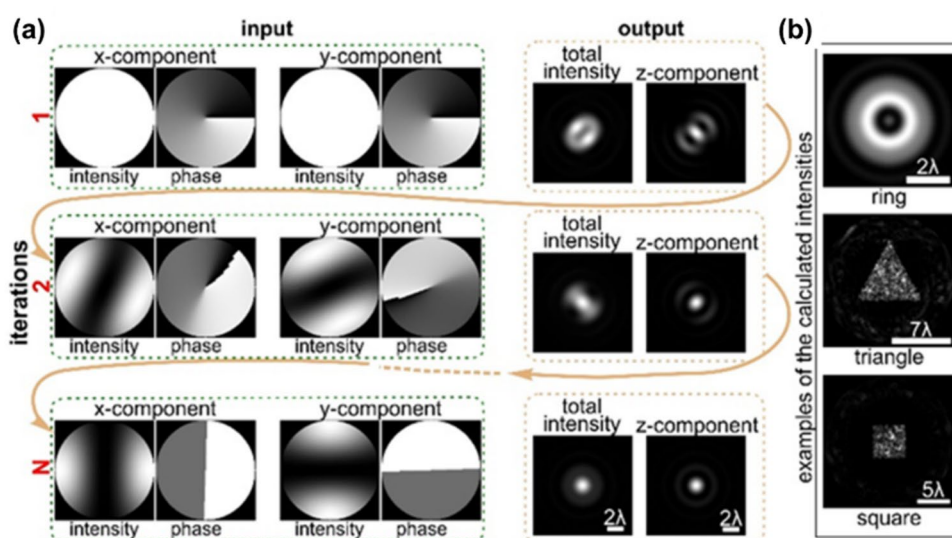 (a)
input
output
(b)
x-component
y-component
total
intensity
z-component
1
intensity
phase
intensity
phase
2λ
ring
iterations
x-component
y-component
total
intensity
z-component
2
intensity
phase
intensity
phase
7λ
triangle
x-component
y-component
total
intensity
z-component
N
intensity
phase
intensity
phase
2λ
2λ
5λ
square
examples of the calculated intensities